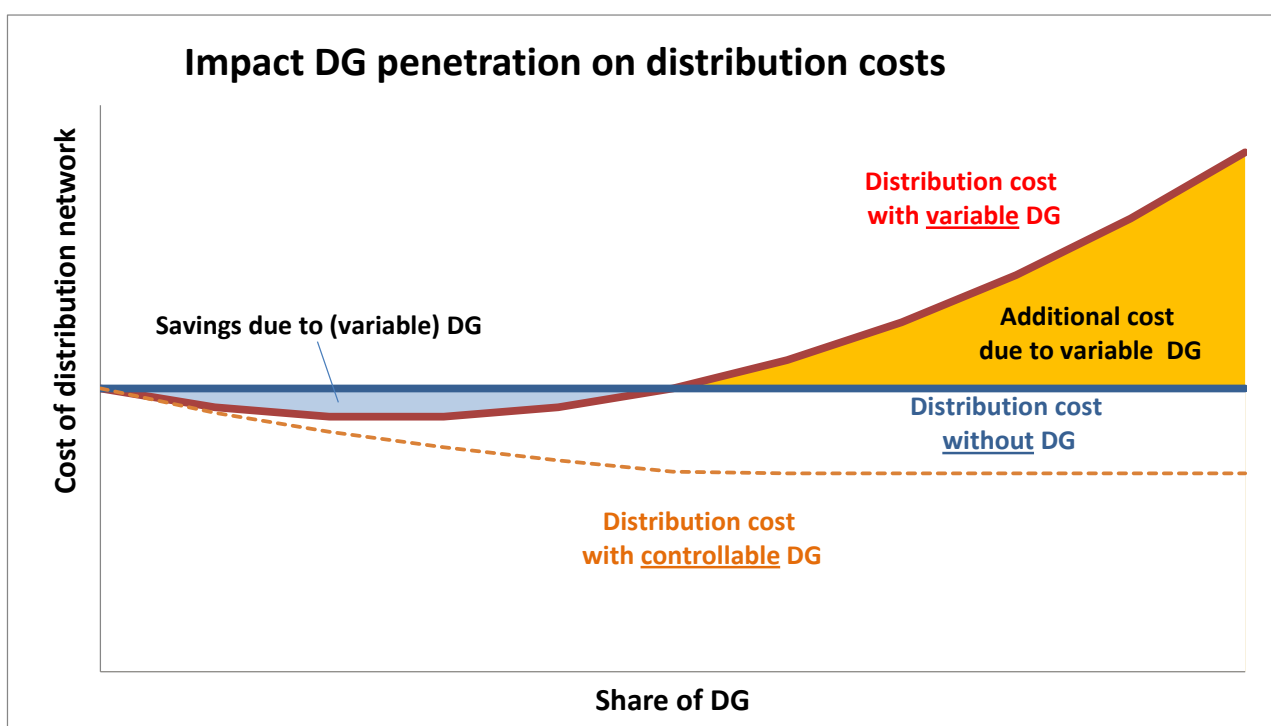 Impact DG penetration on distribution costs
Cost of distribution network
Distribution cost
with variable DG
Savings due to (variable) DG
Additional cost
due to variable  DG
Distribution cost
without DG
Distribution cost
with controllable DG
Share of DG